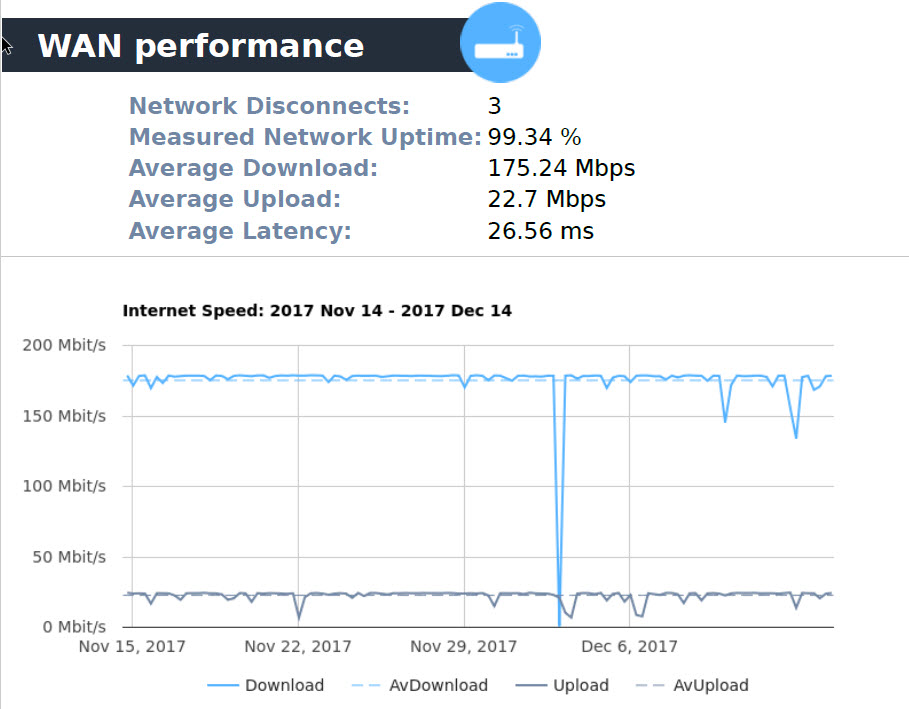 WAN performance
Network Disconnects: 3
Measured Network Uptime: 99.34 %
Average Download: 175.24 Mbps
Average Upload: 22.7 Mbps
Average Latency: 26.56 ms
Internet Speed: 2017 Nov 14 - 2017 Dec 14
200 Mbit/s
150 Mbit/s
100 Mbit/s
50 Mbit/s
0 Mbit/s
Nov 15, 2017 Nov 22, 2017 Nov 29, 2017 Dec 6, 2017
Download AvDownload Upload AvUpload